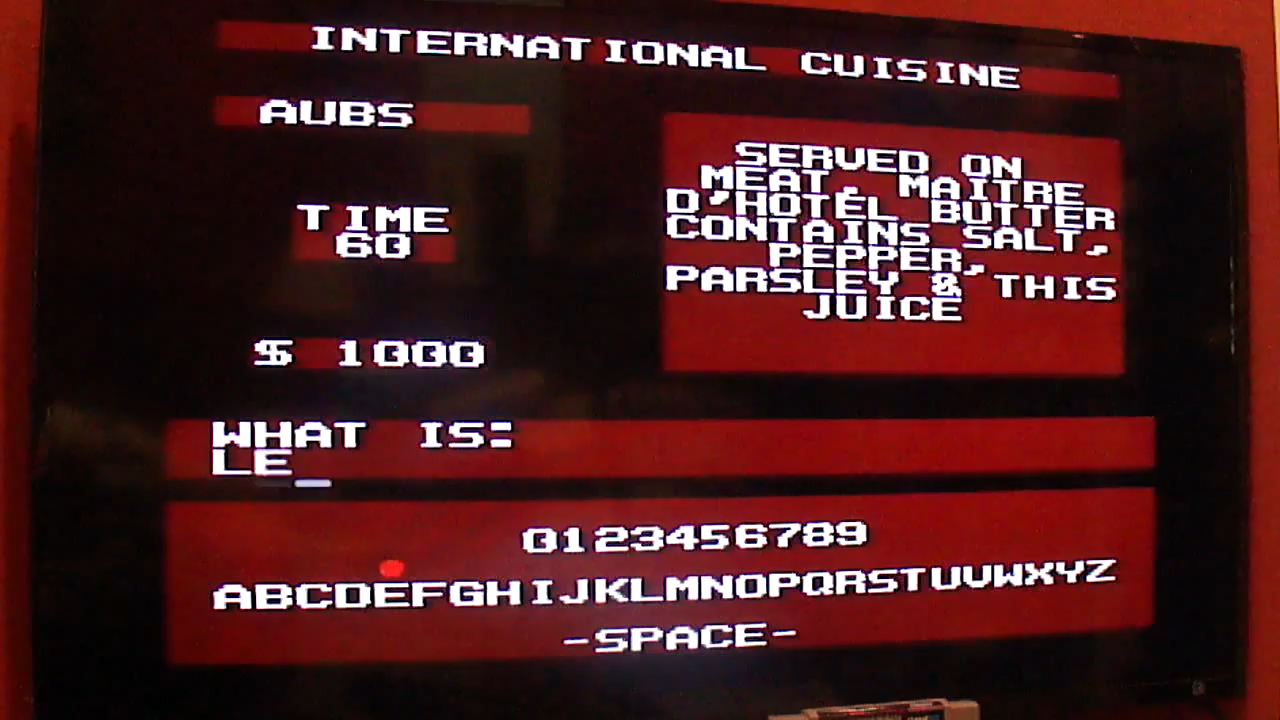 INTERNATIONAL CUISINE
AUBS
TIME
60
$ 1000
SERVED ON
MEAT, MAITRE
D'HOTEL BUTTER
CONTAINS SALT,
PEPPER,
PARSLEY & THIS
JUICE
WHAT IS:
LE_
0123456789
ABCDEFGHIJKLMNOPQRSTUVWXYZ
-SPACE-